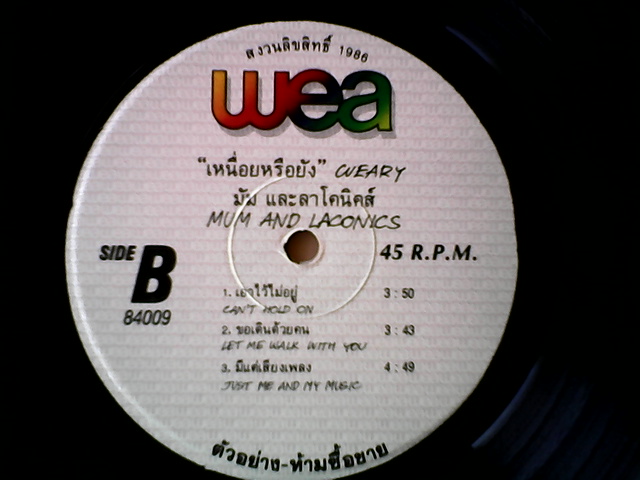 สงวนลิขสิทธิ์ 1986
wea
"เหนื่อยหรือยัง" WEARY
มัม และลาโคนิคส์
MUM AND LACONICS
SIDE B
45 R.P.M.
84009
1. เอาไว้ไม่อยู่ 3 : 50
CAN'T HOLD ON
2. ขอเดินด้วยคน 3 : 43
LET ME WALK WITH YOU
3. มีแต่เสียงเพลง 4 : 49
JUST ME AND MY MUSIC
ตัวอย่าง-ห้ามซื้อขาย